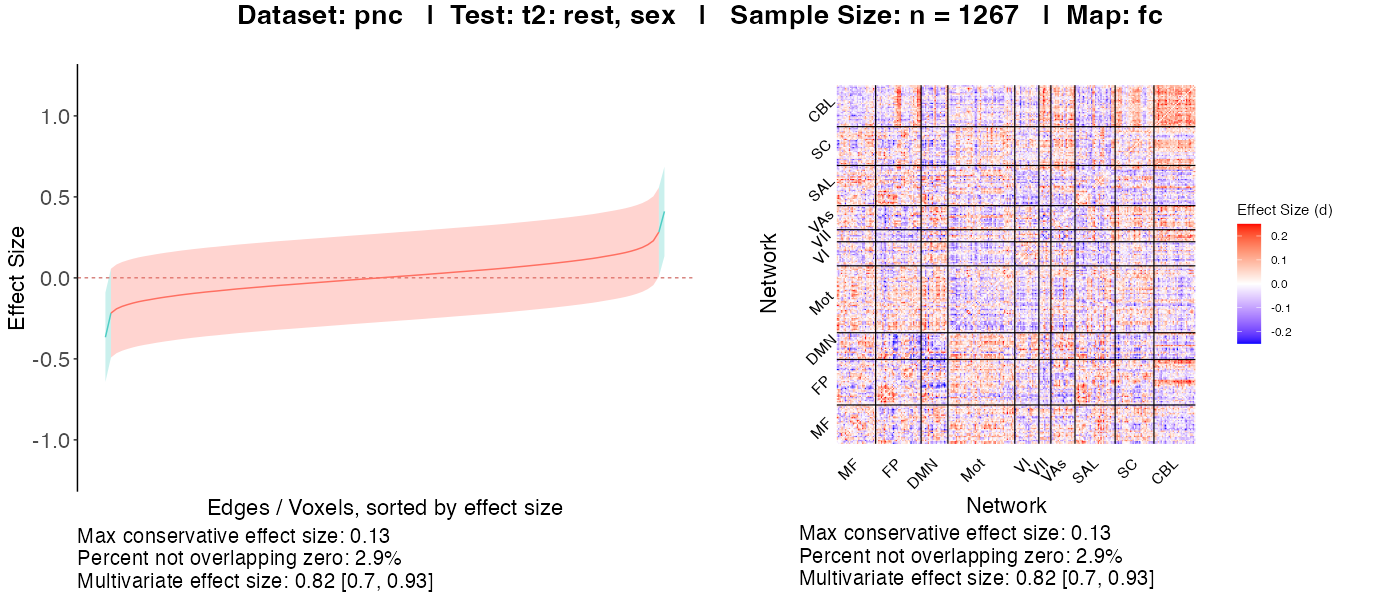 Dataset: pnc | Test: t2: rest, sex | Sample Size: n = 1267 | Map: fc
Effect Size
1.0
0.5
0.0
-0.5
-1.0
Edges / Voxels, sorted by effect size
Max conservative effect size: 0.13
Percent not overlapping zero: 2.9%
Multivariate effect size: 0.82 [0.7, 0.93]
Network
CBL
SC
SAL
VAs
VII
VI
Mot
DMN
FP
MF
MF
FP
DMN
Mot
VI
VII
VAs
SAL
SC
CBL
Network
Effect Size (d)
0.2
0.1
0.0
-0.1
-0.2
Max conservative effect size: 0.13
Percent not overlapping zero: 2.9%
Multivariate effect size: 0.82 [0.7, 0.93]